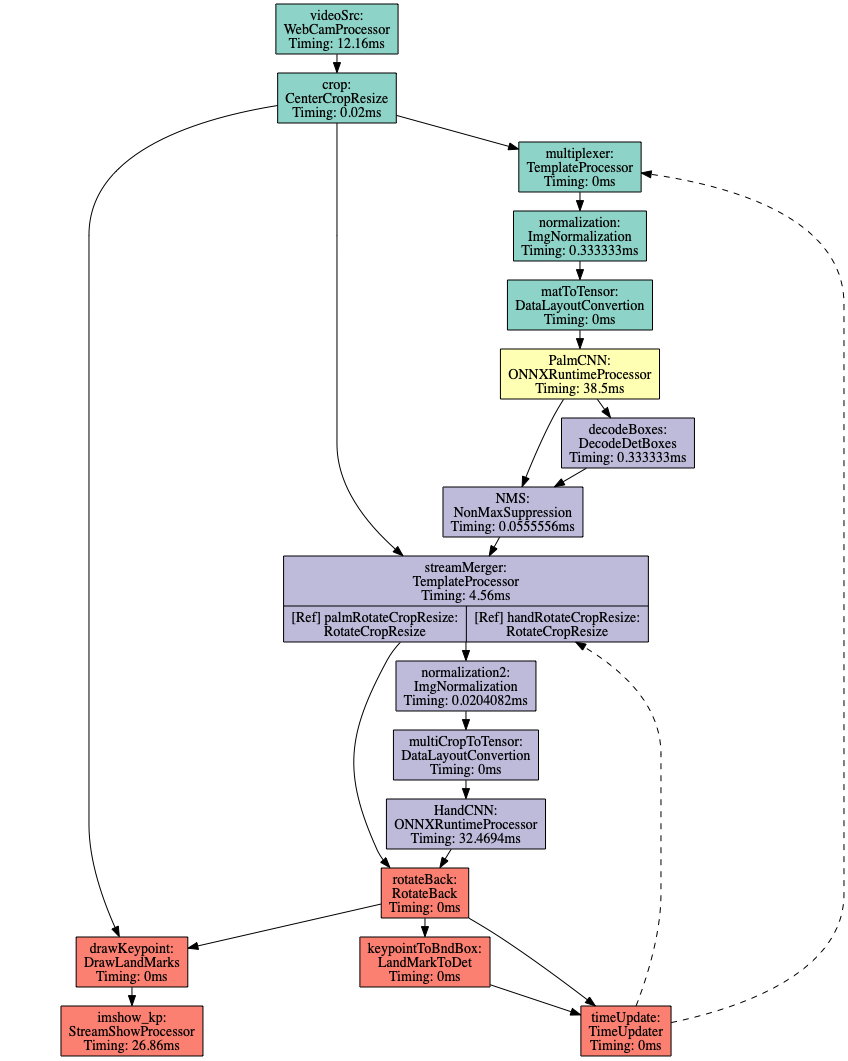 videoSrc:
WebCamProcessor
Timing: 12.16ms
crop:
CenterCropResize
Timing: 0.02ms
multiplexer:
TemplateProcessor
Timing: 0ms
normalization:
ImgNormalization
Timing: 0.333333ms
matToTensor:
DataLayoutConvertion
Timing: 0ms
PalmCNN:
ONNXRuntimeProcessor
Timing: 38.5ms
decodeBoxes:
DecodeDetBoxes
Timing: 0.333333ms
NMS:
NonMaxSuppression
Timing: 0.0555556ms
streamMerger:
TemplateProcessor
Timing: 4.56ms
[Ref] palmRotateCropResize:
RotateCropResize
[Ref] handRotateCropResize:
RotateCropResize
normalization2:
ImgNormalization
Timing: 0.0204082ms
multiCropToTensor:
DataLayoutConvertion
Timing: 0ms
HandCNN:
ONNXRuntimeProcessor
Timing: 32.4694ms
rotateBack:
RotateBack
Timing: 0ms
drawKeypoint:
DrawLandMarks
Timing: 0ms
keypointToBndBox:
LandMarkToDet
Timing: 0ms
imshow_kp:
StreamShowProcessor
Timing: 26.86ms
timeUpdate:
TimeUpdater
Timing: 0ms